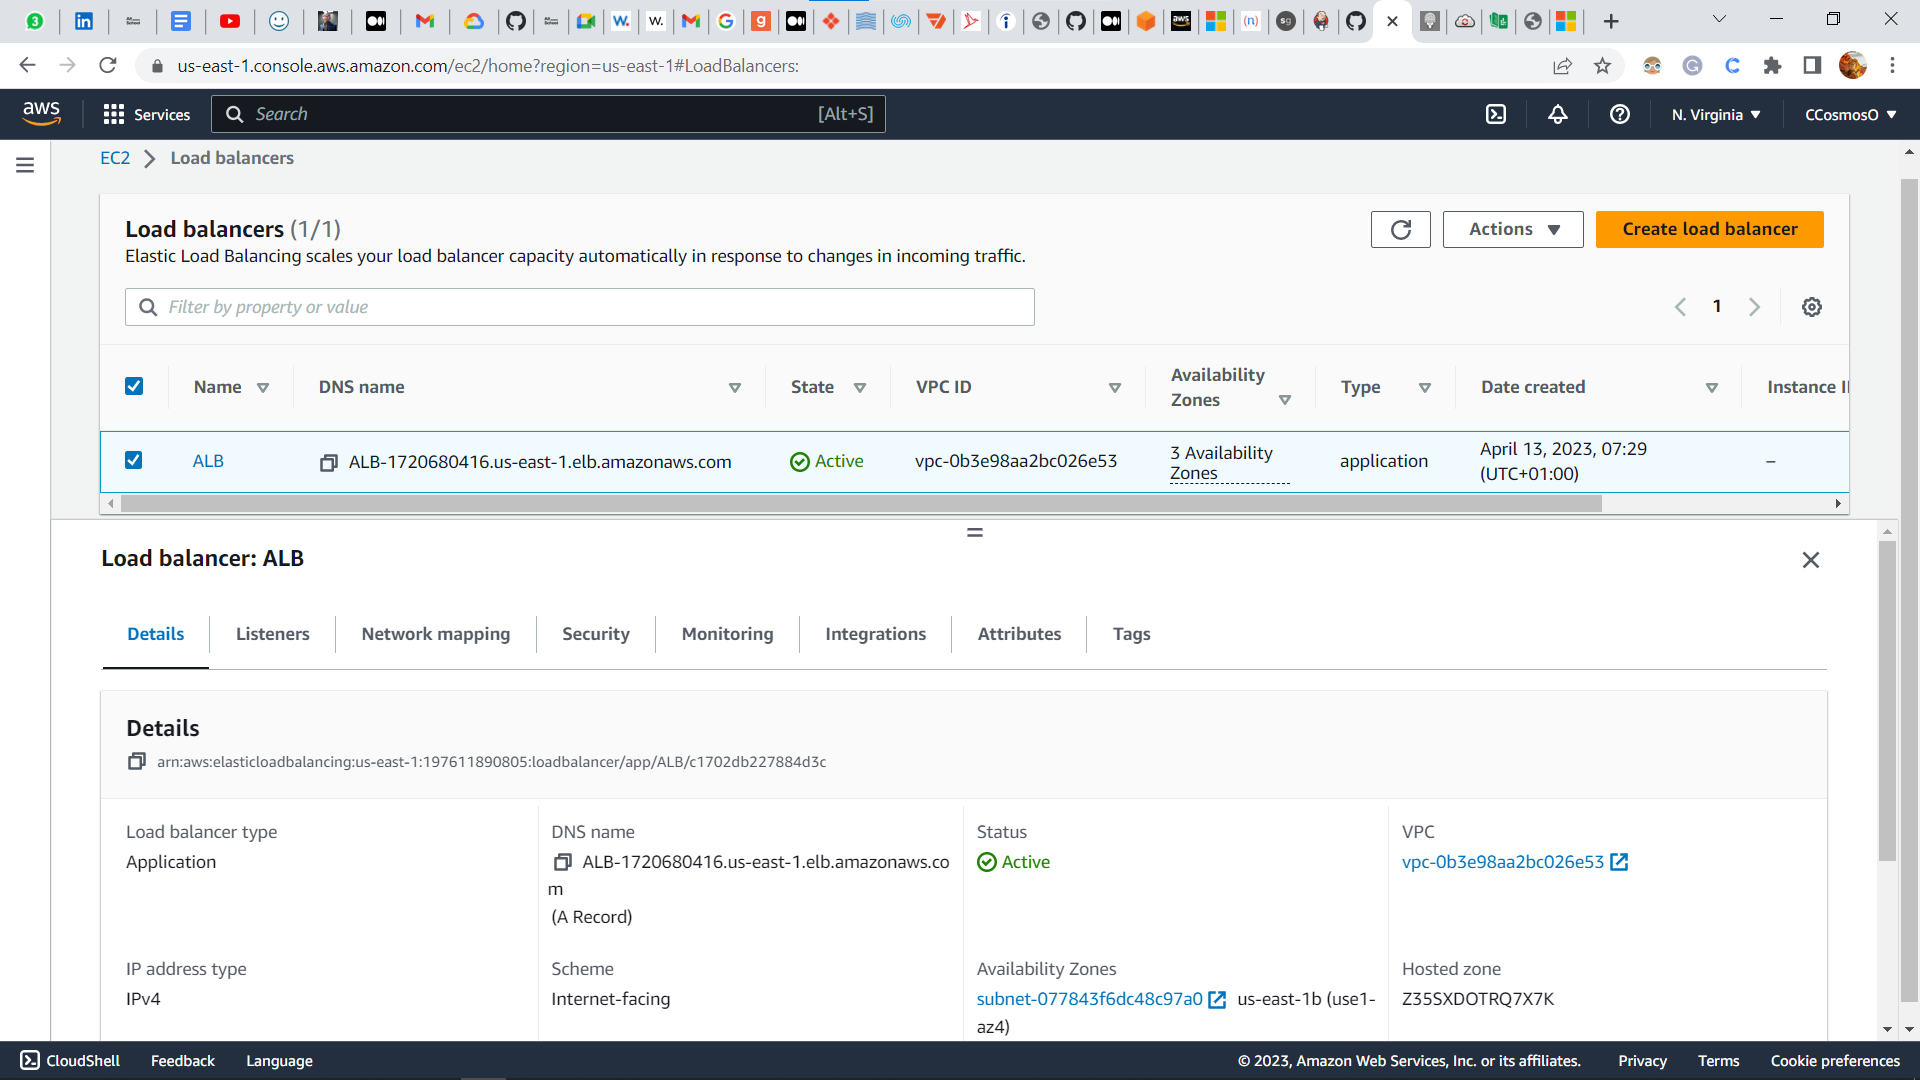 us-east-1.console.aws.amazon.com/ec2/home?region=us-east-1#LoadBalancers:
aws Services Search [Alt+S] N. Virginia ▼ CCosmosO ▼
EC2 > Load balancers
Load balancers (1/1)
Actions ▼ Create load balancer
Elastic Load Balancing scales your load balancer capacity automatically in response to changes in incoming traffic.
Filter by property or value
1
Name DNS name State VPC ID Availability Zones Type Date created Instance I
ALB ALB-1720680416.us-east-1.elb.amazonaws.com Active vpc-0b3e98aa2bc026e53 3 Availability Zones application April 13, 2023, 07:29 (UTC+01:00) –
Load balancer: ALB
Details Listeners Network mapping Security Monitoring Integrations Attributes Tags
Details
arn:aws:elasticloadbalancing:us-east-1:197611890805:loadbalancer/app/ALB/c1702db227884d3c
Load balancer type
Application
DNS name
ALB-1720680416.us-east-1.elb.amazonaws.co
m
(A Record)
Status
Active
VPC
vpc-0b3e98aa2bc026e53
IP address type
IPv4
Scheme
Internet-facing
Availability Zones
subnet-077843f6dc48c97a0 us-east-1b (use1-
az4)
Hosted zone
Z35SXDOTRQ7X7K
CloudShell Feedback Language © 2023, Amazon Web Services, Inc. or its affiliates. Privacy Terms Cookie preferences